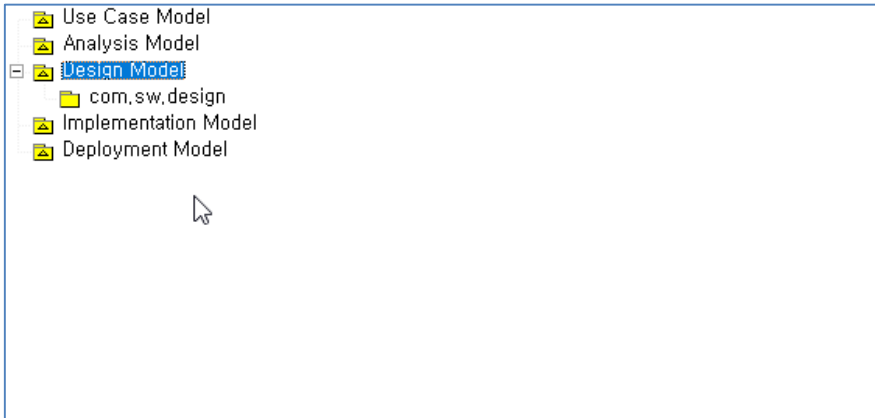 Use Case Model
Analysis Model
Design Model
com,sw,design
Implementation Model
Deployment Model